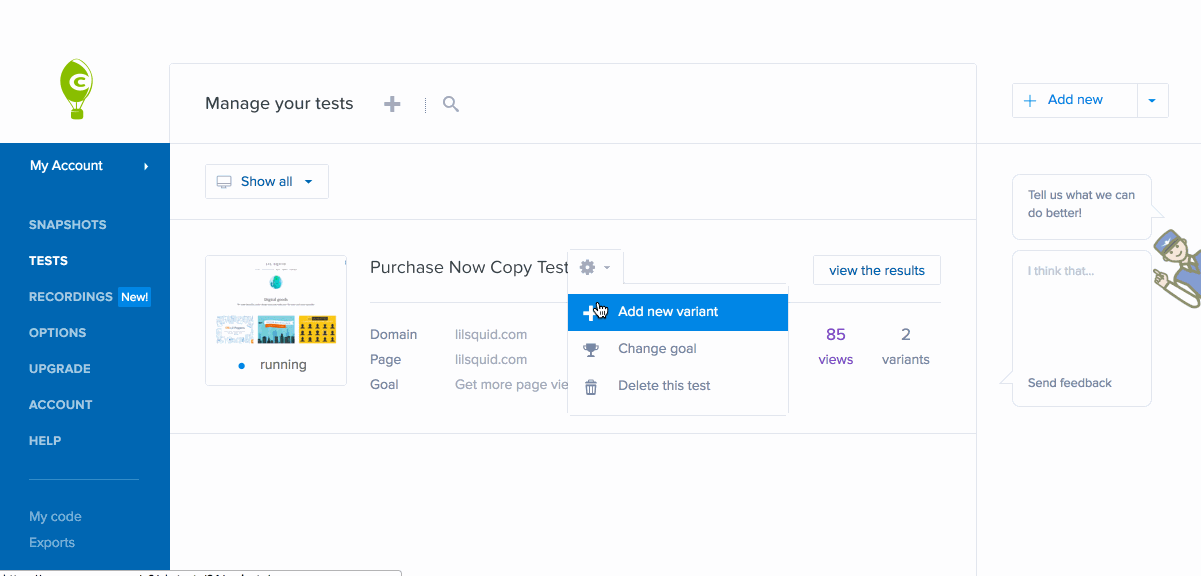 Manage your tests
Add new
My Account
Show all
Tell us what we can
do better!
SNAPSHOTS
TESTS
RECORDINGS New!
OPTIONS
UPGRADE
ACCOUNT
HELP
My code
Exports
Purchase Now Copy Test
view the results
Add new variant
Change goal
Delete this test
Domain lilsquid.com
Page lilsquid.com
Goal Get more page vie
85
views
2
variants
running
Digital goods
I think that...
Send feedback